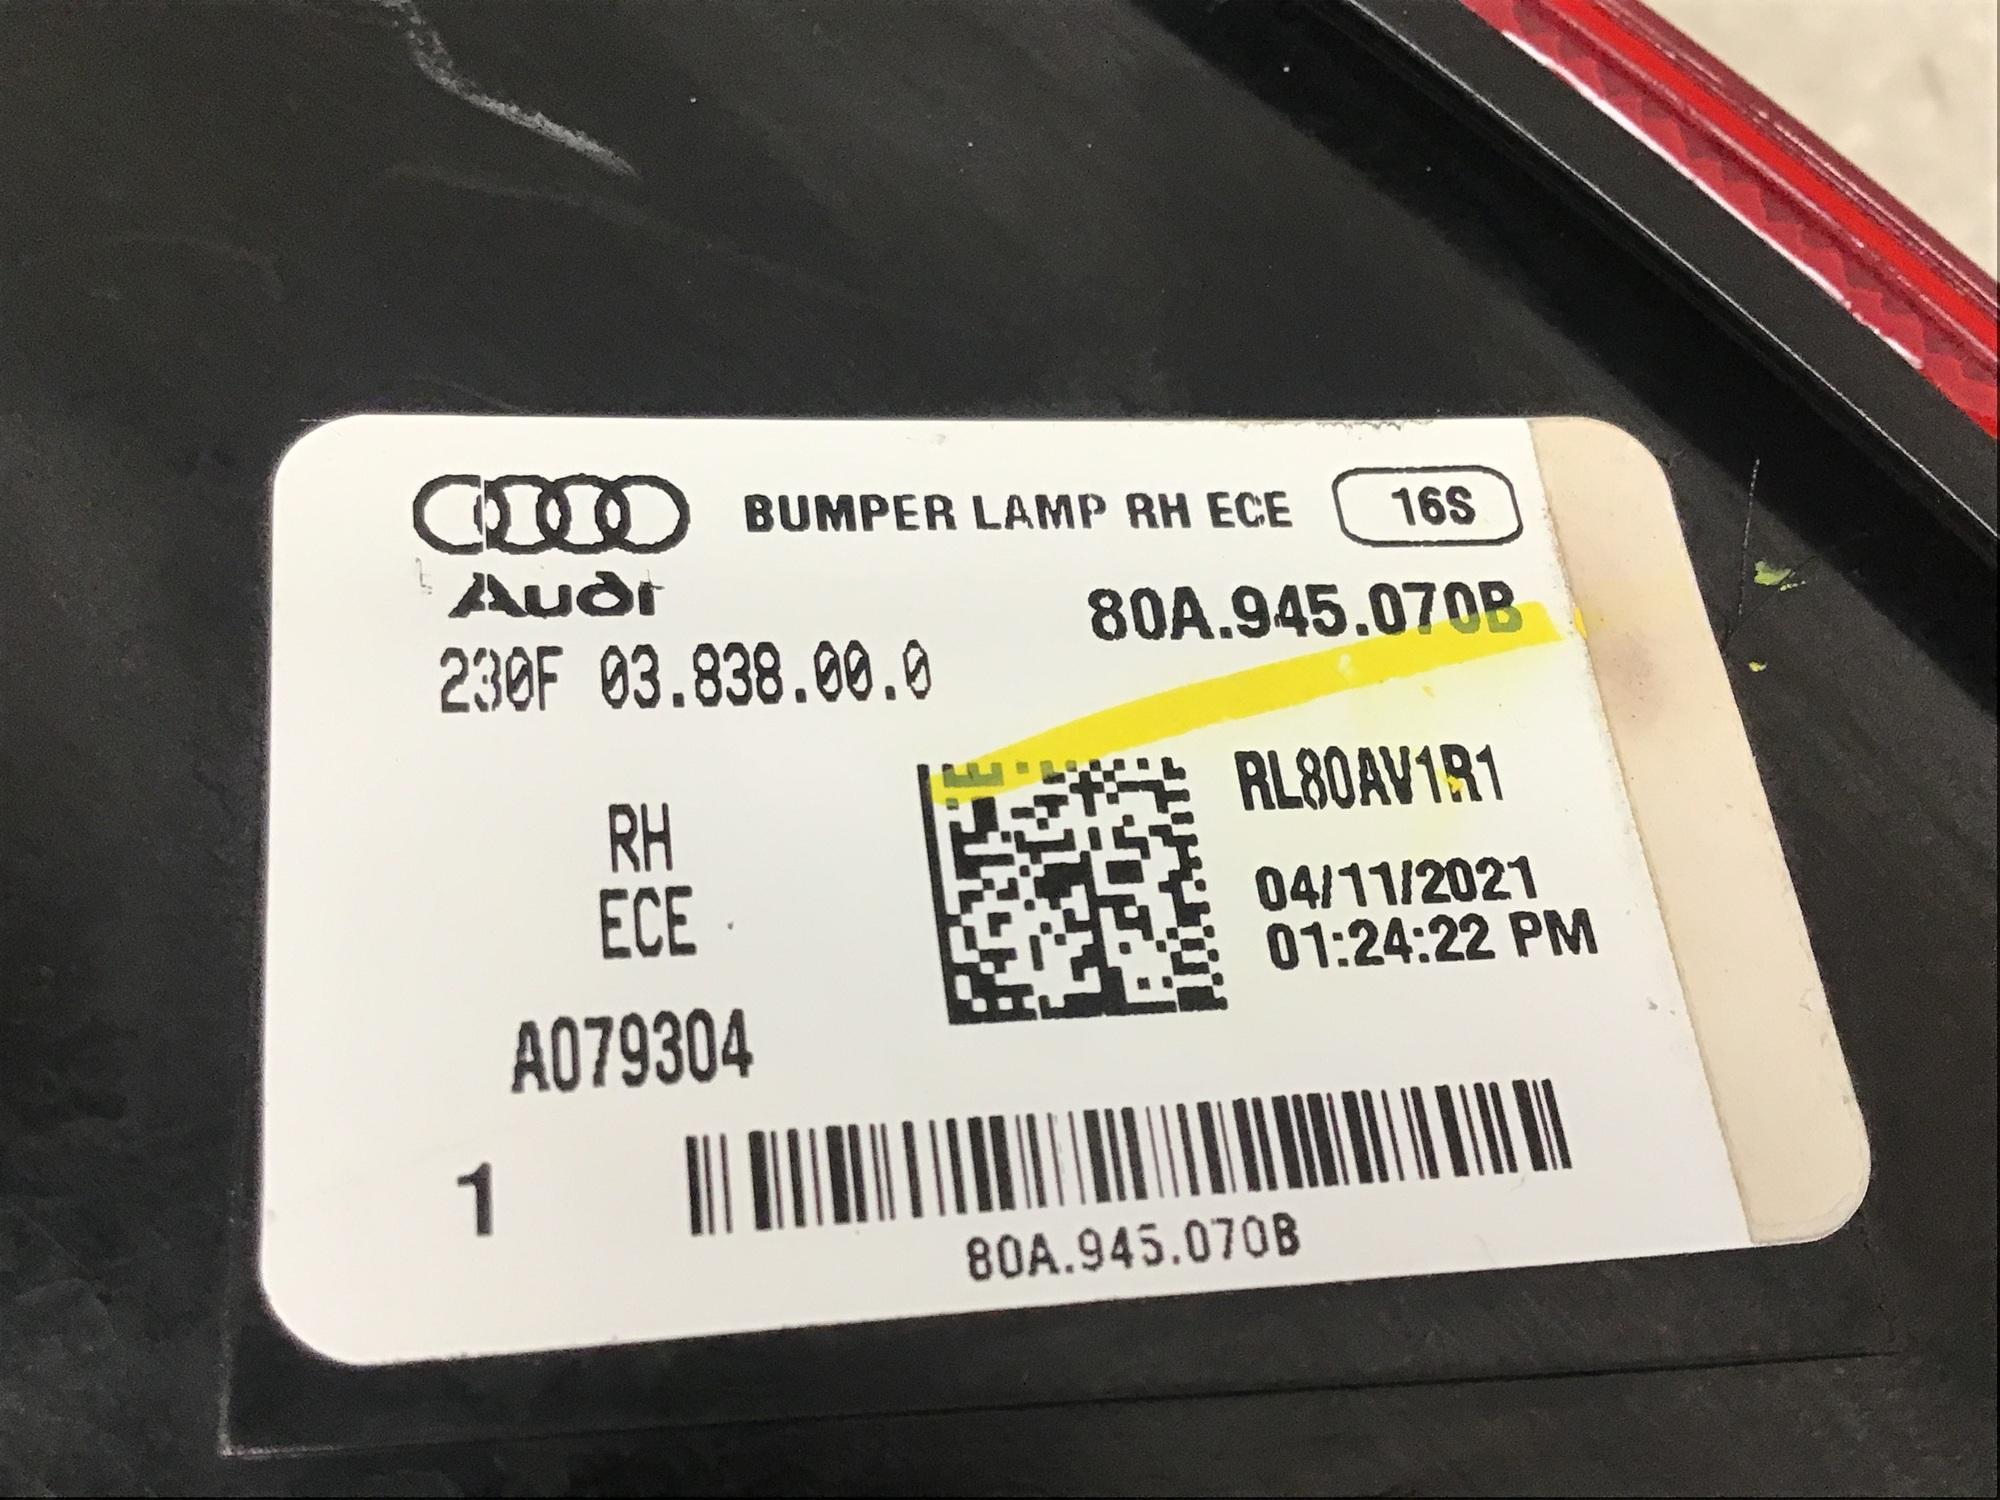 BUMPER LAMP RH ECE 16S
Audi
80A.945.070B
230F 03.838.00.0
RL80AV1R1
RH
ECE
04/11/2021
01:24:22 PM
A079304
1
80A.945.070B